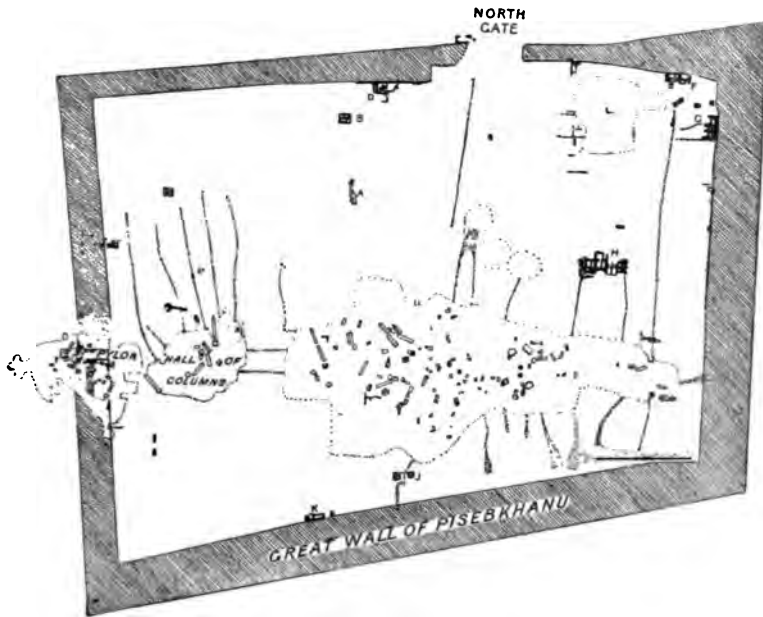 NORTH
GATE
D
B
A
L
H
PYLON
HALL OF
COLUMNS
J
K
GREAT WALL OF PISEBKHANU